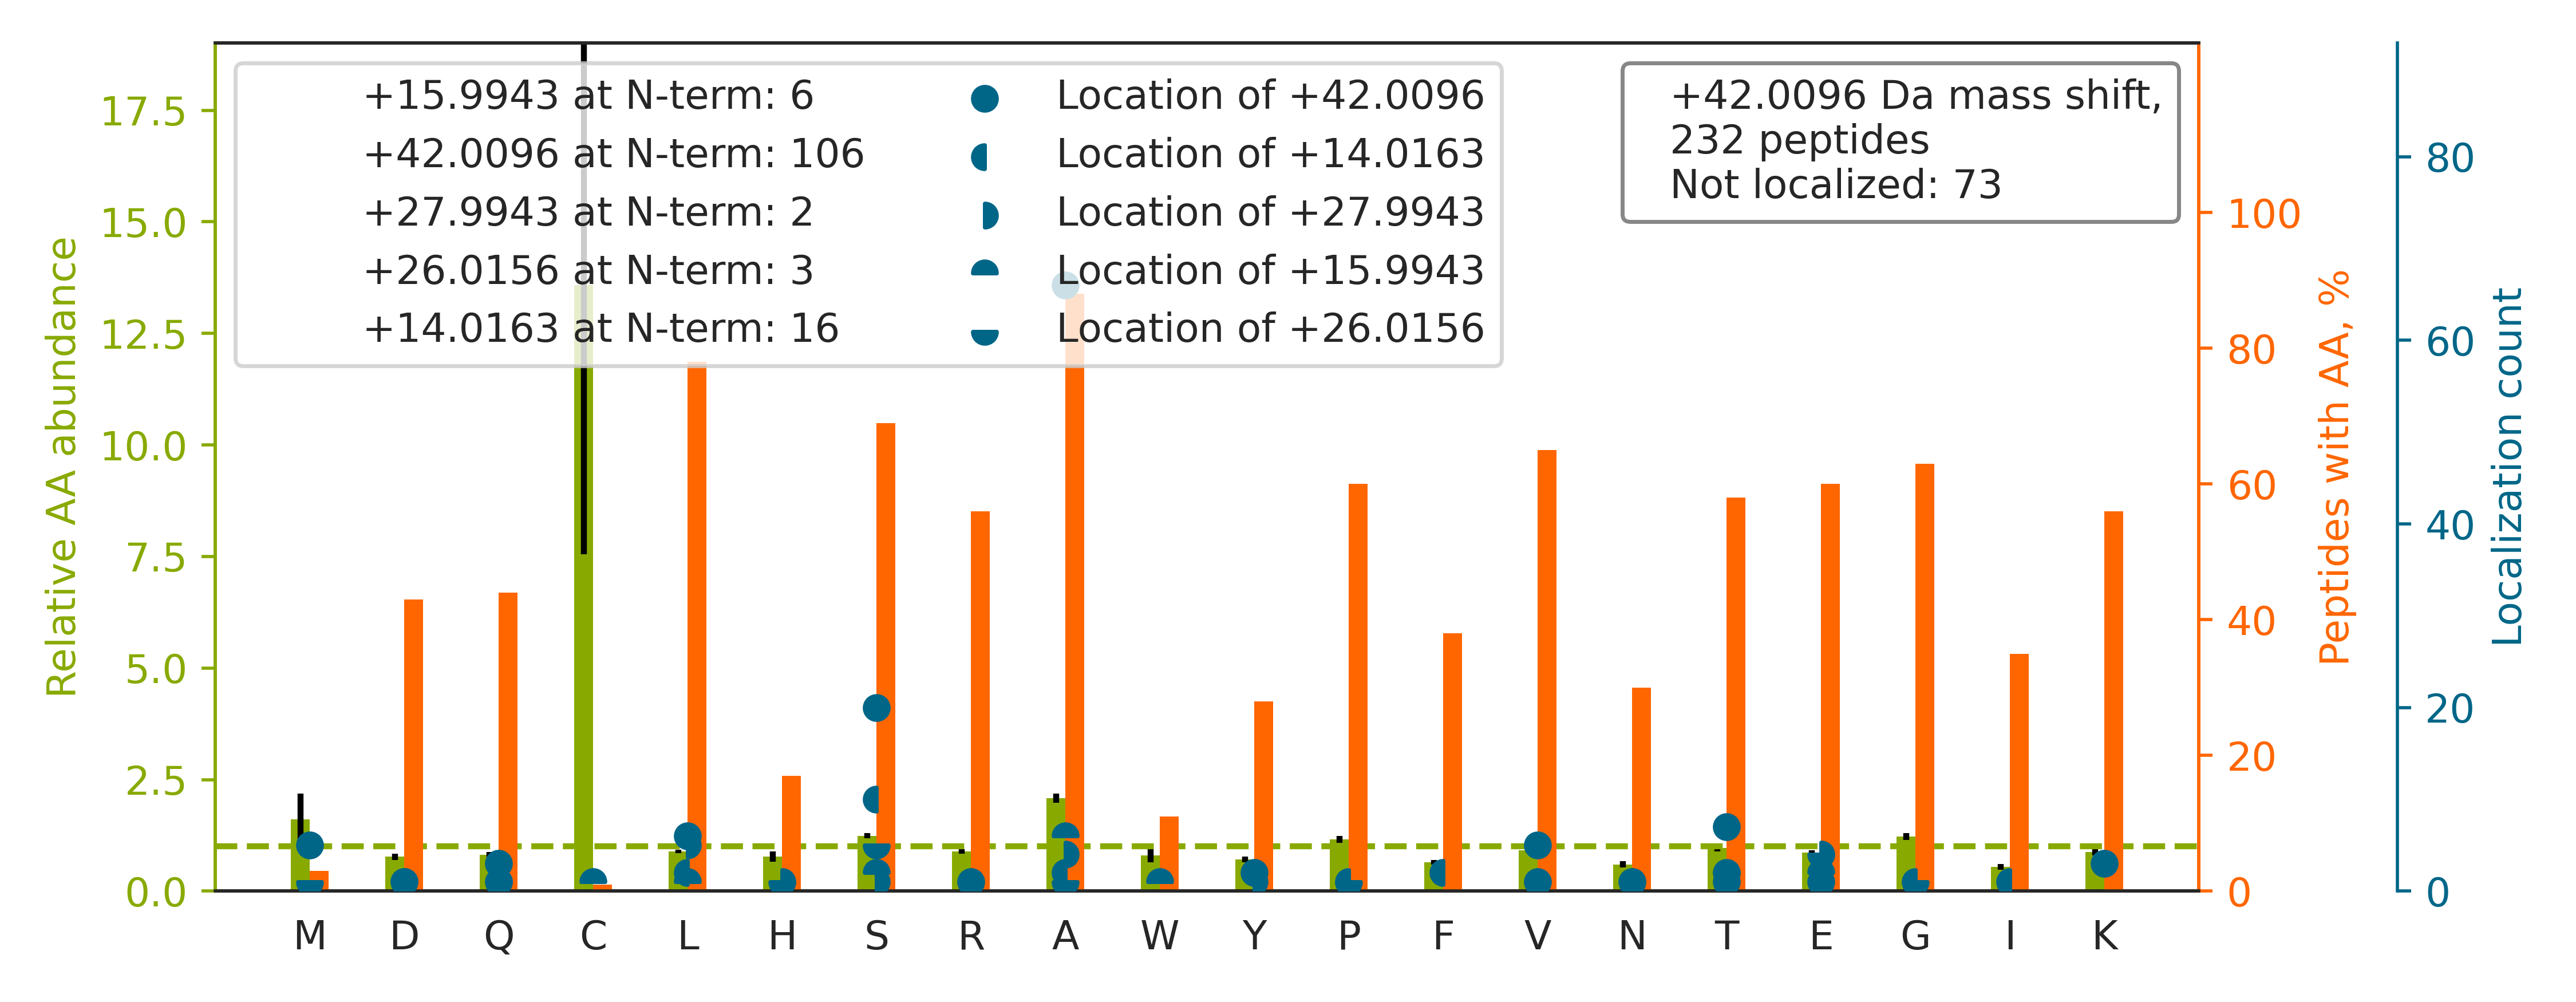 +15.9943 at N-term: 6
+42.0096 at N-term: 106
+27.9943 at N-term: 2
+26.0156 at N-term: 3
+14.0163 at N-term: 16
Location of +42.0096
Location of +14.0163
Location of +27.9943
Location of +15.9943
Location of +26.0156
+42.0096 Da mass shift,
232 peptides
Not localized: 73
Relative AA abundance
17.5
15.0
12.5
10.0
7.5
5.0
2.5
0.0
M D Q C L H S R A W Y P F V N T E G I K
100
80
60
40
20
0
Peptides with AA, %
80
60
40
20
0
Localization count